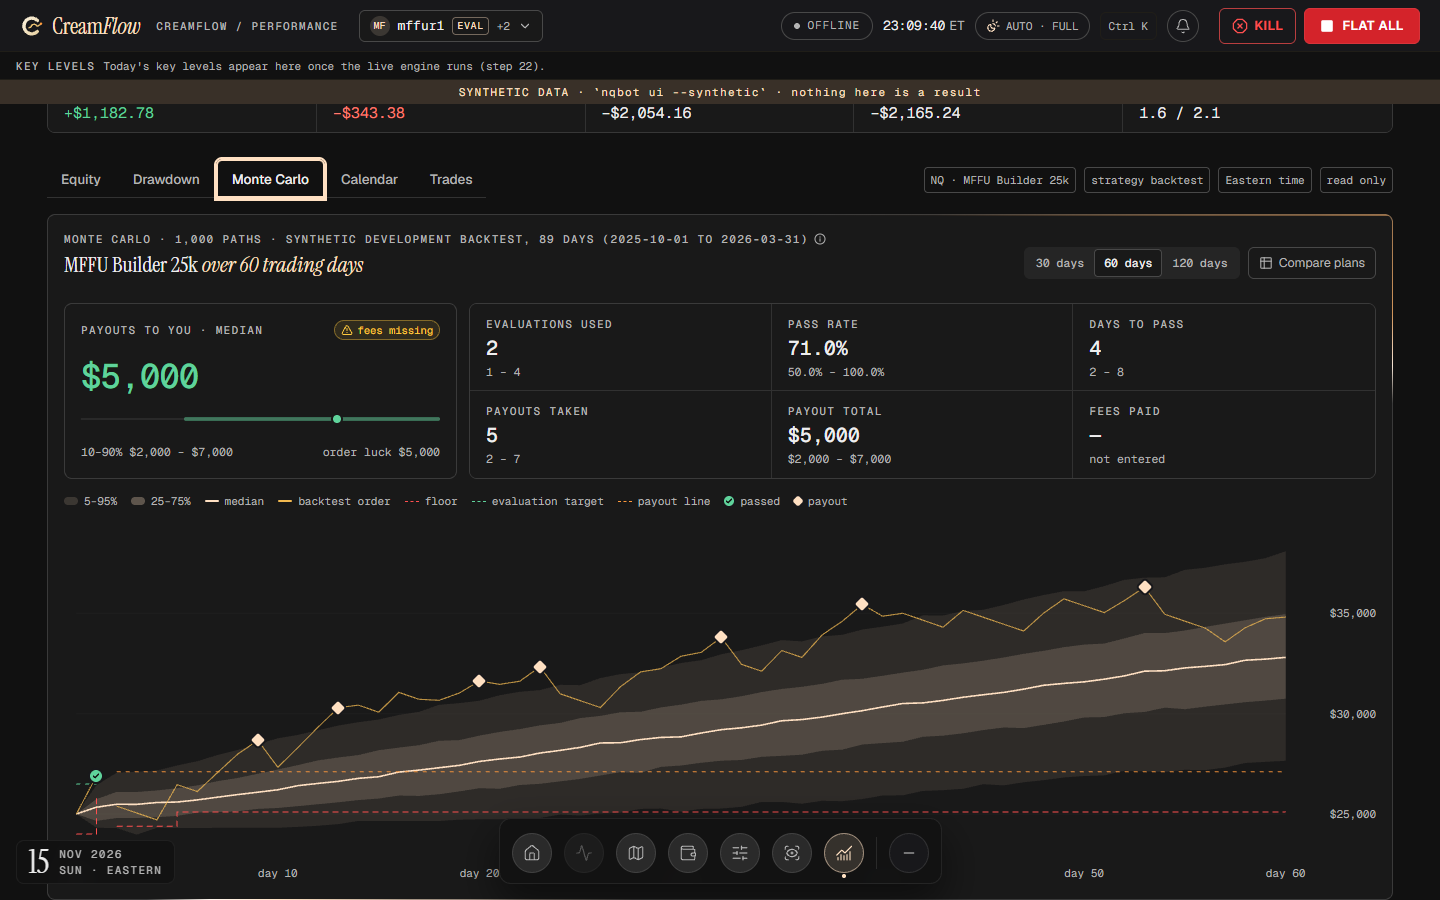 CreamFlow CREAMFLOW / PERFORMANCE MF mffur1 EVAL +2 OFFLINE 23:09:40 ET AUTO · FULL Ctrl K KILL FLAT ALL
KEY LEVELS Today's key levels appear here once the live engine runs (step 22).
SYNTHETIC DATA · `nqbot ui --synthetic` · nothing here is a result
+$1,182.78 −$343.38 −$2,054.16 −$2,165.24 1.6 / 2.1
Equity Drawdown Monte Carlo Calendar Trades NQ · MFFU Builder 25k strategy backtest Eastern time read only
MONTE CARLO · 1,000 PATHS · SYNTHETIC DEVELOPMENT BACKTEST, 89 DAYS (2025-10-01 TO 2026-03-31)
MFFU Builder 25k over 60 trading days
30 days 60 days 120 days Compare plans
PAYOUTS TO YOU · MEDIAN fees missing
$5,000
10–90% $2,000 – $7,000 order luck $5,000
EVALUATIONS USED
2
1 – 4
PASS RATE
71.0%
50.0% – 100.0%
DAYS TO PASS
4
2 – 8
PAYOUTS TAKEN
5
2 – 7
PAYOUT TOTAL
$5,000
$2,000 – $7,000
FEES PAID
—
not entered
5–95% 25–75% median backtest order floor evaluation target payout line passed payout
$35,000
$30,000
$25,000
day 10 day 20 day 50 day 60
15 NOV 2026
SUN · EASTERN